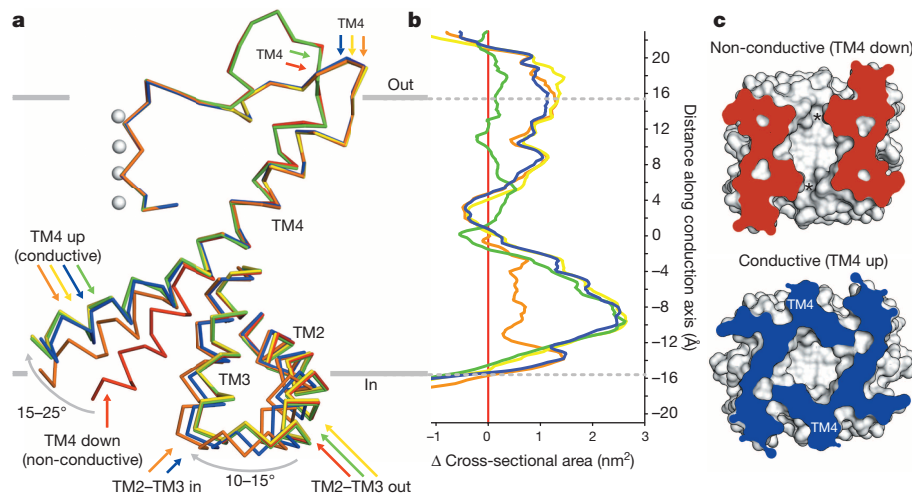 a
TM4
TM4
Out
TM4
TM4 up
(conductive)
TM2
TM3
In
15–25°
TM4 down
(non-conductive)
TM2–TM3 in
10–15°
TM2–TM3 out
b
20
16
12
8
4
0
−4
−8
−12
−16
−20
Distance along conduction axis (Å)
−1
0
1
2
3
Δ Cross-sectional area (nm²)
c
Non-conductive (TM4 down)
*
*
Conductive (TM4 up)
TM4
TM4